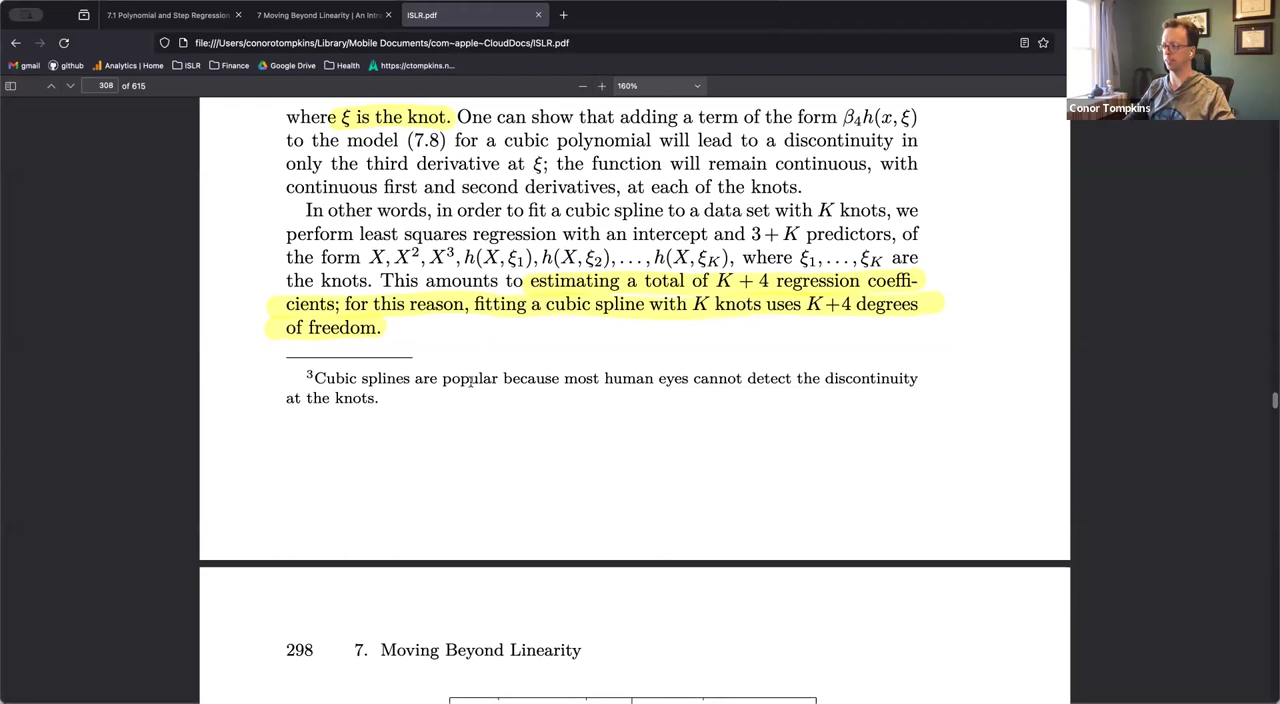 7.1 Polynomial and Step Regression
7 Moving Beyond Linearity | An Intr
ISLR.pdf
file:///Users/conorotompkins/Library/Mobile Documents/com~apple~CloudDocs/ISLR.pdf
gmail
github
Analytics | Home
ISLR
Finance
Google Drive
Health
https://ctompkins.n...
308 of 615
160%
Conor Tompkins
where ξ is the knot. One can show that adding a term of the form β₄h(x, ξ)
to the model (7.8) for a cubic polynomial will lead to a discontinuity in
only the third derivative at ξ; the function will remain continuous, with
continuous first and second derivatives, at each of the knots.
In other words, in order to fit a cubic spline to a data set with K knots, we
perform least squares regression with an intercept and 3 + K predictors, of
the form X, X², X³, h(X, ξ₁), h(X, ξ₂), . . . , h(X, ξ_K), where ξ₁, . . . , ξ_K are
the knots. This amounts to estimating a total of K + 4 regression coeffi-
cients; for this reason, fitting a cubic spline with K knots uses K+4 degrees
of freedom.
³Cubic splines are popular because most human eyes cannot detect the discontinuity
at the knots.
298 7. Moving Beyond Linearity